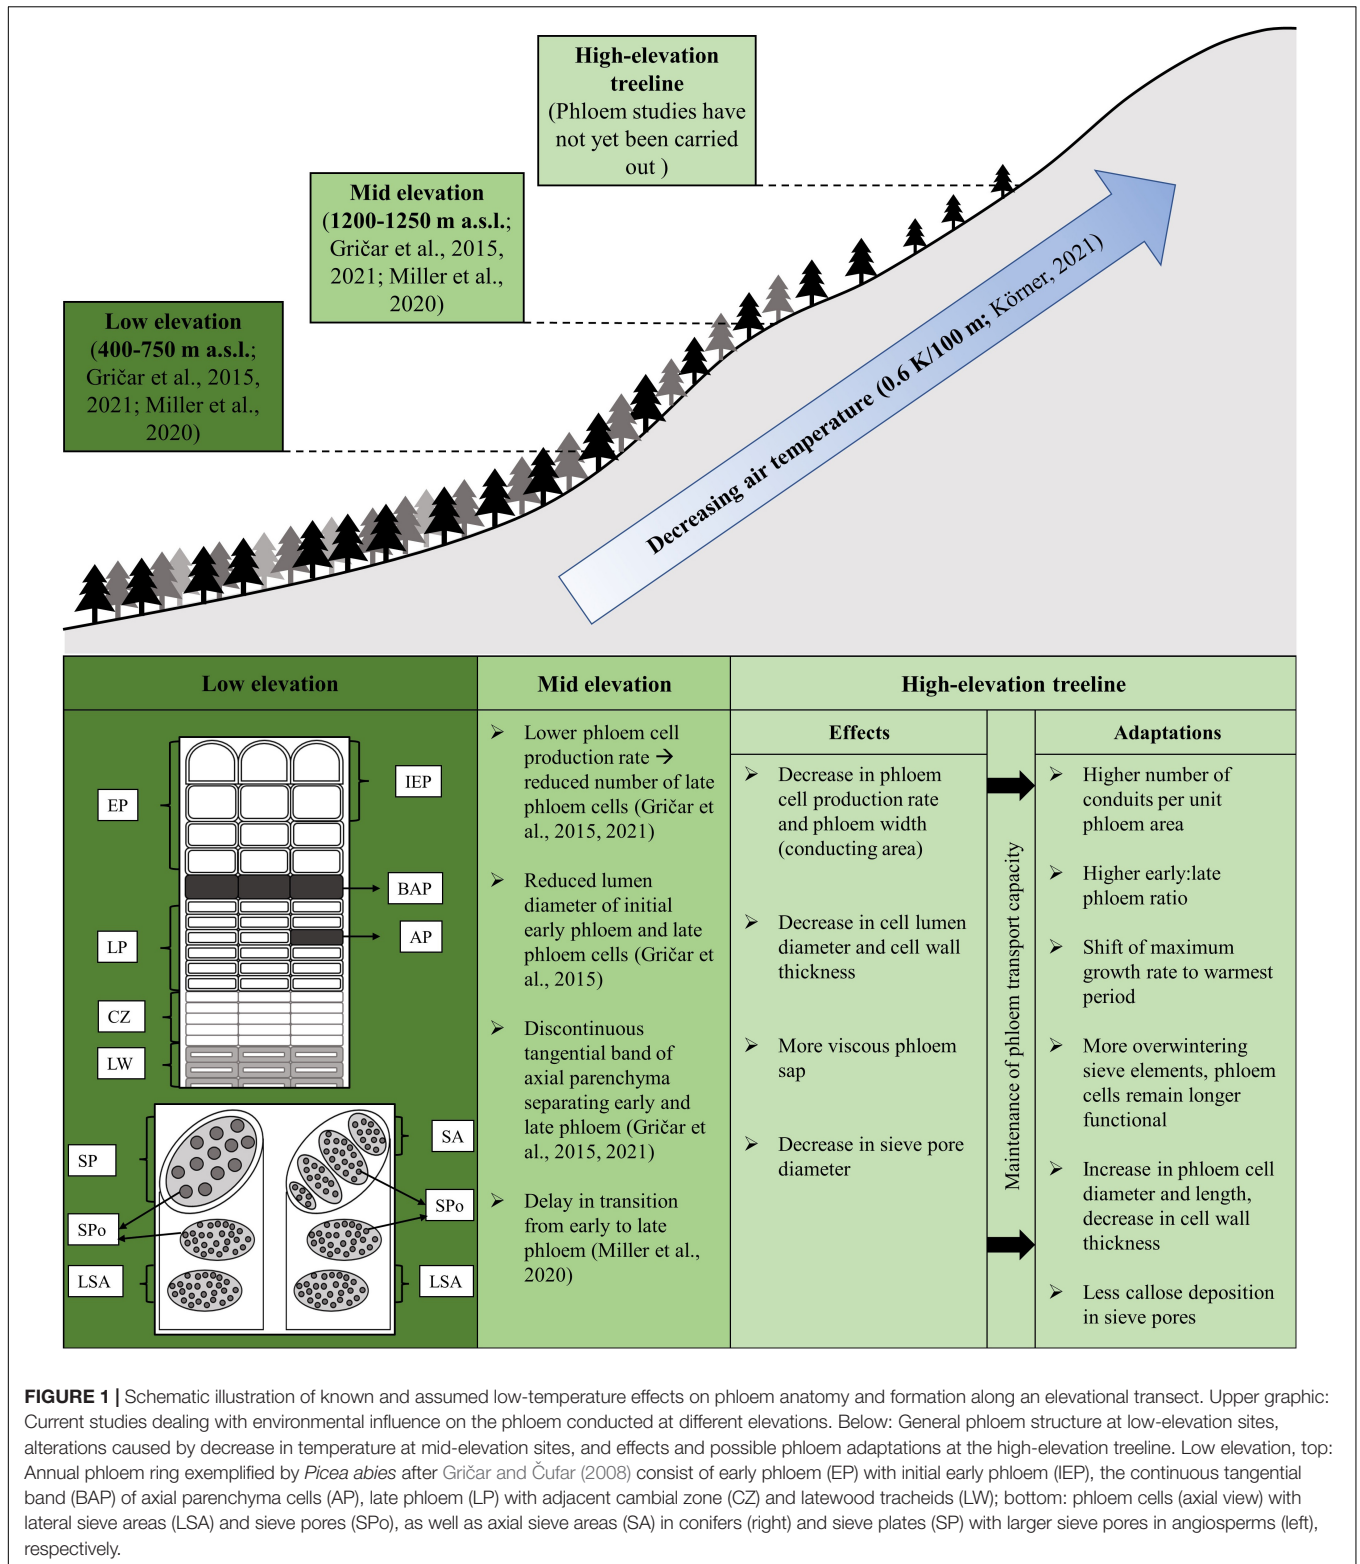 High-elevation
treeline
(Phloem studies have
not yet been carried
out )
Mid elevation
(1200-1250 m a.s.l.;
Gričar et al., 2015,
2021; Miller et al.,
2020)
Low elevation
(400-750 m a.s.l.;
Gričar et al., 2015,
2021; Miller et al.,
2020)
Decreasing air temperature (0.6 K/100 m; Körner, 2021)
Low elevation
EP
IEP
BAP
LP
AP
CZ
LW
SP
SA
SPo
SPo
LSA
LSA
Mid elevation
➢ Lower phloem cell
production rate →
reduced number of late
phloem cells (Gričar et
al., 2015, 2021)
➢ Reduced lumen
diameter of initial
early phloem and late
phloem cells (Gričar et
al., 2015)
➢ Discontinuous
tangential band of
axial parenchyma
separating early and
late phloem (Gričar et
al., 2015, 2021)
➢ Delay in transition
from early to late
phloem (Miller et al.,
2020)
High-elevation treeline
Effects
➢ Decrease in phloem
cell production rate
and phloem width
(conducting area)
➢ Decrease in cell lumen
diameter and cell wall
thickness
➢ More viscous phloem
sap
➢ Decrease in sieve pore
diameter
Maintenance of phloem transport capacity
Adaptations
➢ Higher number of
conduits per unit
phloem area
➢ Higher early:late
phloem ratio
➢ Shift of maximum
growth rate to warmest
period
➢ More overwintering
sieve elements, phloem
cells remain longer
functional
➢ Increase in phloem cell
diameter and length,
decrease in cell wall
thickness
➢ Less callose deposition
in sieve pores
FIGURE 1 | Schematic illustration of known and assumed low-temperature effects on phloem anatomy and formation along an elevational transect. Upper graphic:
Current studies dealing with environmental influence on the phloem conducted at different elevations. Below: General phloem structure at low-elevation sites,
alterations caused by decrease in temperature at mid-elevation sites, and effects and possible phloem adaptations at the high-elevation treeline. Low elevation, top:
Annual phloem ring exemplified by Picea abies after Gričar and Čufar (2008) consist of early phloem (EP) with initial early phloem (IEP), the continuous tangential
band (BAP) of axial parenchyma cells (AP), late phloem (LP) with adjacent cambial zone (CZ) and latewood tracheids (LW); bottom: phloem cells (axial view) with
lateral sieve areas (LSA) and sieve pores (SPo), as well as axial sieve areas (SA) in conifers (right) and sieve plates (SP) with larger sieve pores in angiosperms (left),
respectively.